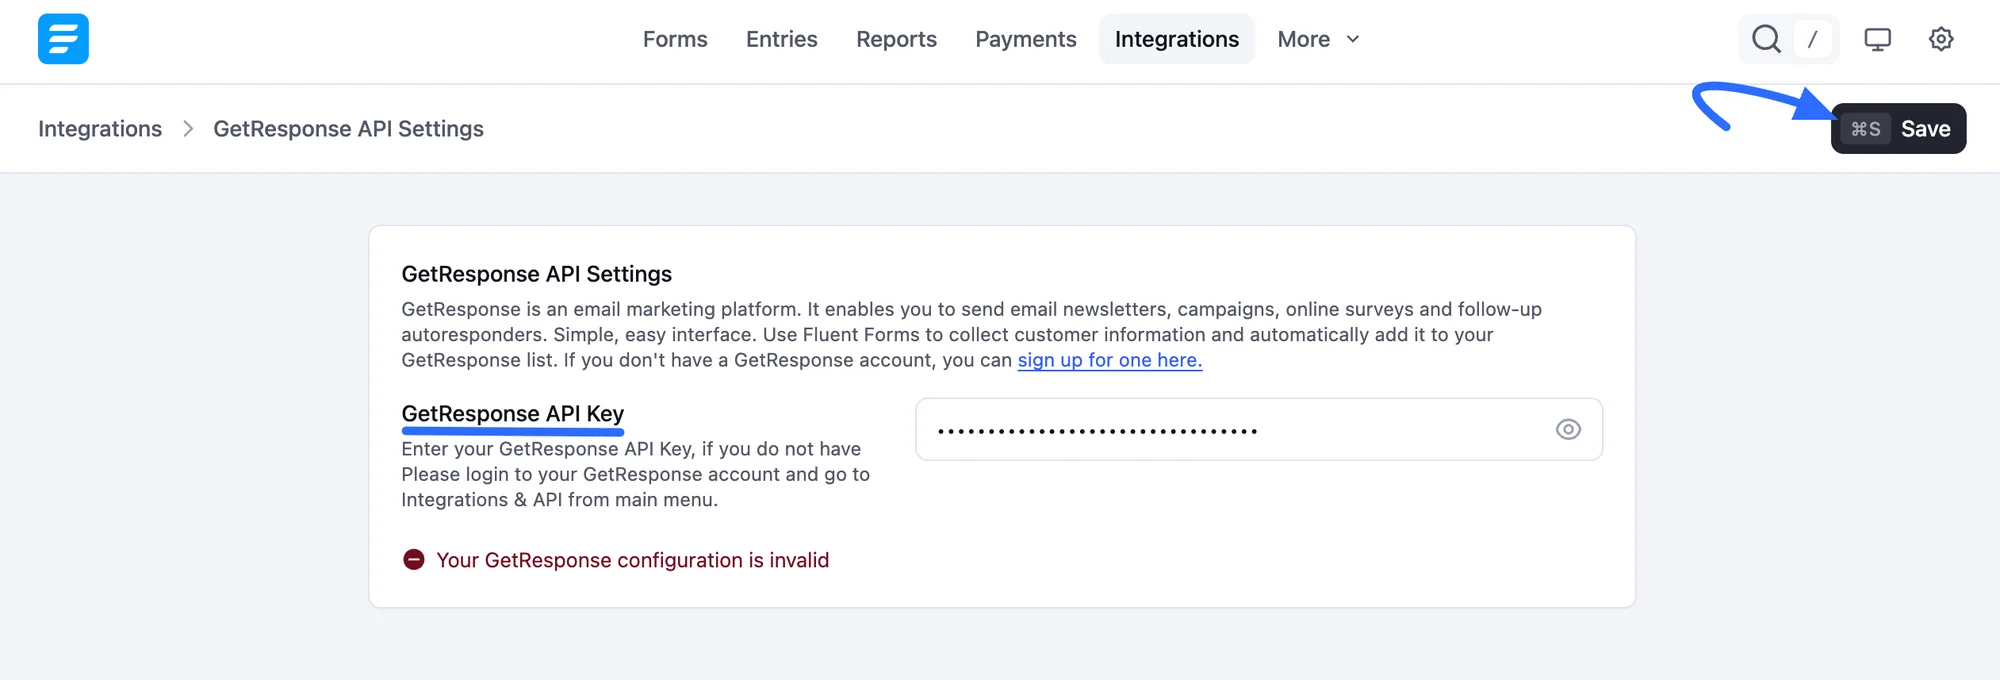 Forms Entries Reports Payments Integrations More /
Integrations > GetResponse API Settings ⌘S Save
GetResponse API Settings
GetResponse is an email marketing platform. It enables you to send email newsletters, campaigns, online surveys and follow-up
autoresponders. Simple, easy interface. Use Fluent Forms to collect customer information and automatically add it to your
GetResponse list. If you don't have a GetResponse account, you can sign up for one here.
GetResponse API Key
Enter your GetResponse API Key, if you do not have
Please login to your GetResponse account and go to
Integrations & API from main menu.
••••••••••••••••••••••••••••••••
Your GetResponse configuration is invalid